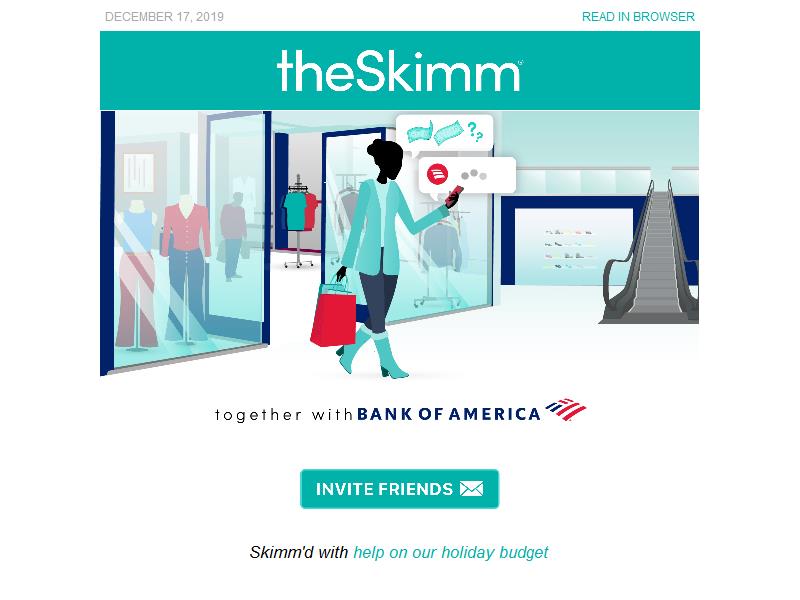 DECEMBER 17, 2019
READ IN BROWSER
theSkimm®
??
together with BANK OF AMERICA
INVITE FRIENDS
Skimm'd with help on our holiday budget